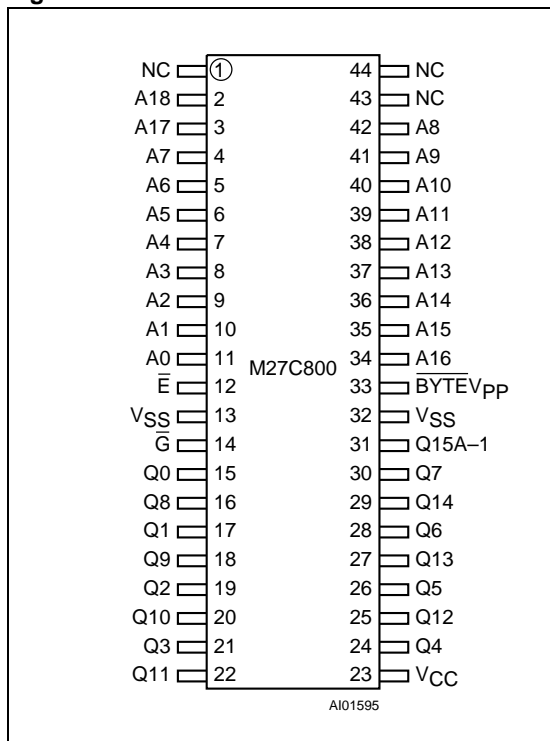 NC 1 44 NC
A18 2 43 NC
A17 3 42 A8
A7 4 41 A9
A6 5 40 A10
A5 6 39 A11
A4 7 38 A12
A3 8 37 A13
A2 9 36 A14
A1 10 35 A15
A0 11 34 A16
M27C800
E̅ 12 33 B̅Y̅T̅E̅VPP
VSS 13 32 VSS
G̅ 14 31 Q15A–1
Q0 15 30 Q7
Q8 16 29 Q14
Q1 17 28 Q6
Q9 18 27 Q13
Q2 19 26 Q5
Q10 20 25 Q12
Q3 21 24 Q4
Q11 22 23 VCC
AI01595